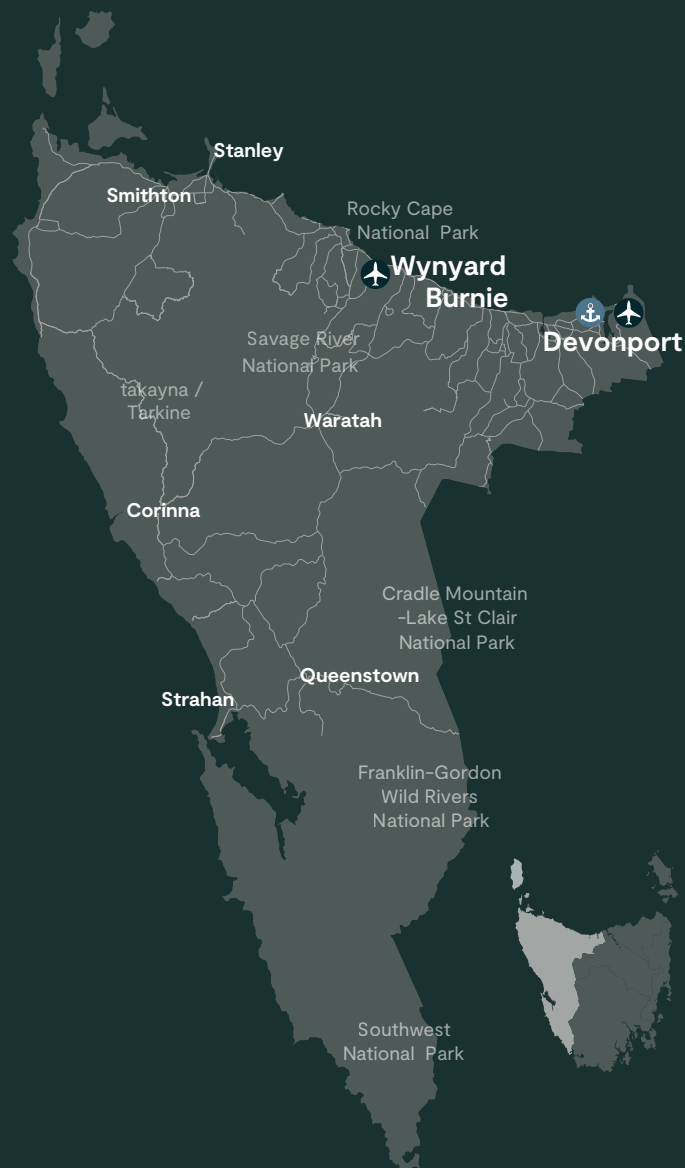 Stanley
Smithton
Rocky Cape
National Park
Wynyard
Burnie
Devonport
Savage River
National Park
takayna /
Tarkine
Waratah
Corinna
Cradle Mountain
-Lake St Clair
National Park
Queenstown
Strahan
Franklin-Gordon
Wild Rivers
National Park
Southwest
National Park